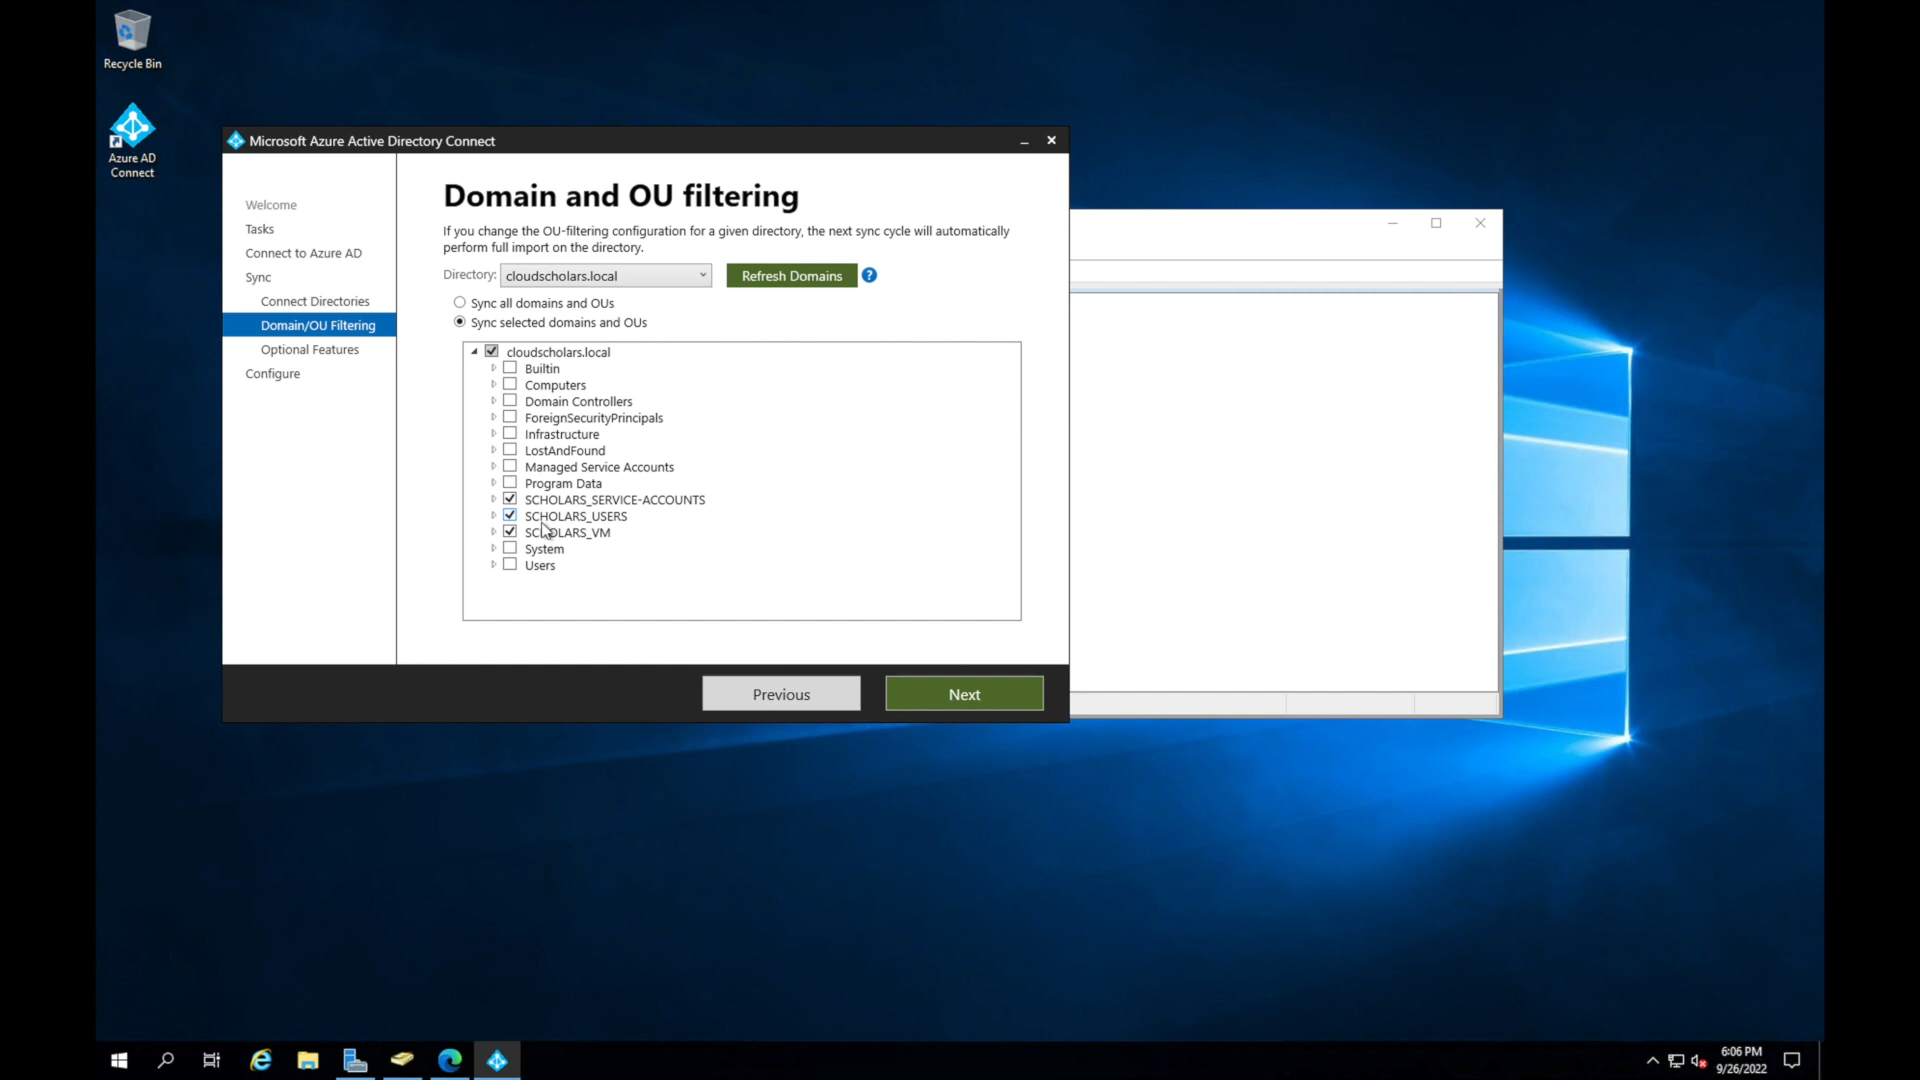 Recycle Bin
Azure AD
Connect
Microsoft Azure Active Directory Connect
Welcome
Tasks
Connect to Azure AD
Sync
Connect Directories
Domain/OU Filtering
Optional Features
Configure
Domain and OU filtering
If you change the OU-filtering configuration for a given directory, the next sync cycle will automatically
perform full import on the directory.
Directory: cloudscholars.local Refresh Domains ?
Sync all domains and OUs
Sync selected domains and OUs
cloudscholars.local
Builtin
Computers
Domain Controllers
ForeignSecurityPrincipals
Infrastructure
LostAndFound
Managed Service Accounts
Program Data
SCHOLARS_SERVICE-ACCOUNTS
SCHOLARS_USERS
SCHOLARS_VM
System
Users
Previous Next
6:06 PM
9/26/2022